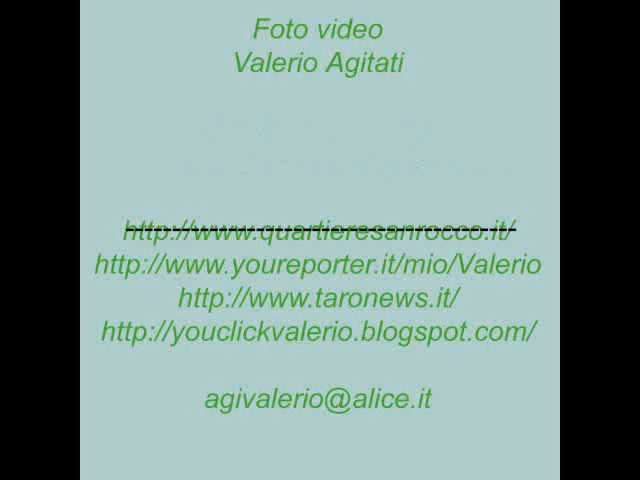 Foto video
Valerio Agitati
http://www.quartieresanrocco.it/
http://www.youreporter.it/mio/Valerio
http://www.taronews.it/
http://youclickvalerio.blogspot.com/
agivalerio@alice.it